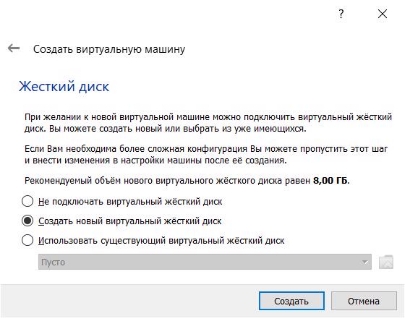 ?
Создать виртуальную машину
Жесткий диск
При желании к новой виртуальной машине можно подключить виртуальный жёсткий
диск. Вы можете создать новый или выбрать из уже имеющихся.
Если Вам необходима более сложная конфигурация Вы можете пропустить этот шаг
и внести изменения в настройки машины после её создания.
Рекомендуемый объём нового виртуального жёсткого диска равен 8,00 ГБ.
Не подключать виртуальный жёсткий диск
Создать новый виртуальный жёсткий диск
Использовать существующий виртуальный жёсткий диск
Пусто
Создать
Отмена